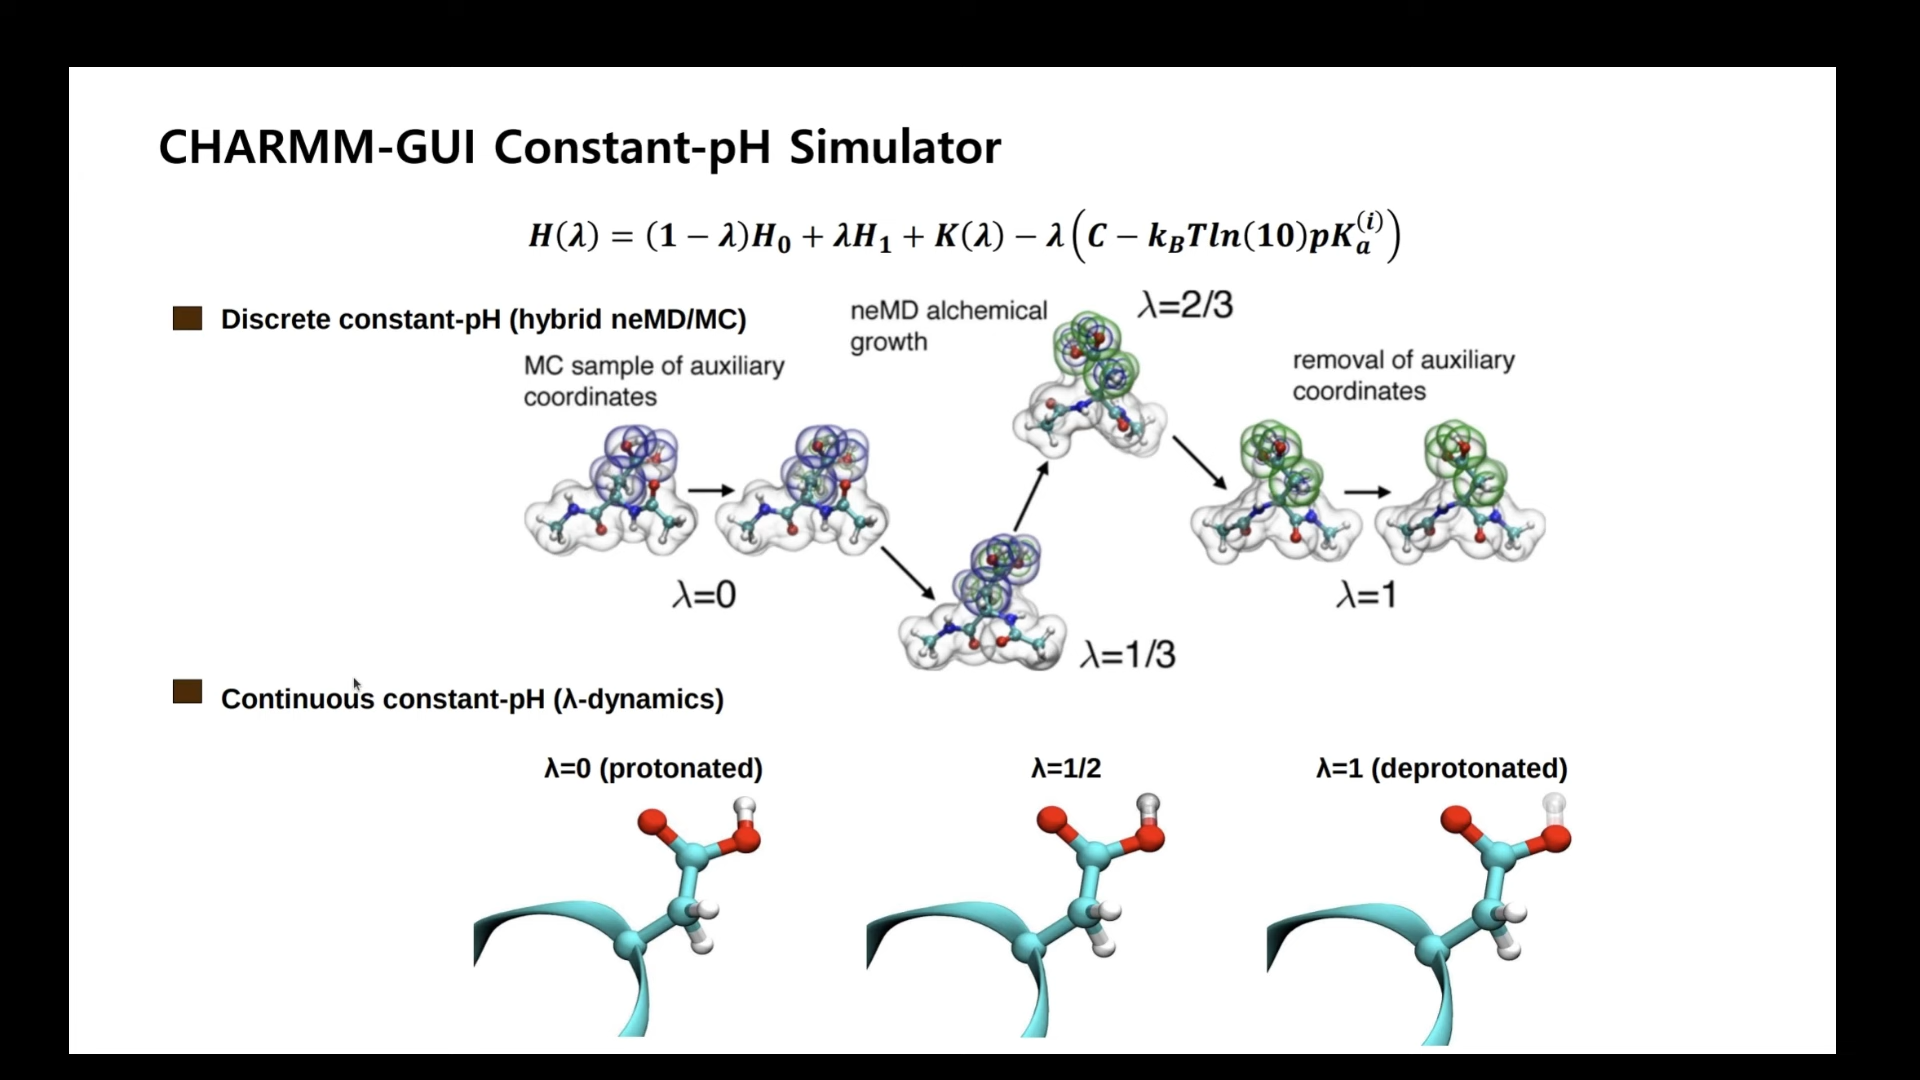 CHARMM-GUI Constant-pH Simulator
H(λ) = (1 − λ)H₀ + λH₁ + K(λ) − λ(C − k_BTln(10)pK_a^(i))
Discrete constant-pH (hybrid neMD/MC)
neMD alchemical
growth
λ=2/3
MC sample of auxiliary
coordinates
removal of auxiliary
coordinates
λ=0
λ=1
λ=1/3
Continuous constant-pH (λ-dynamics)
λ=0 (protonated)
λ=1/2
λ=1 (deprotonated)